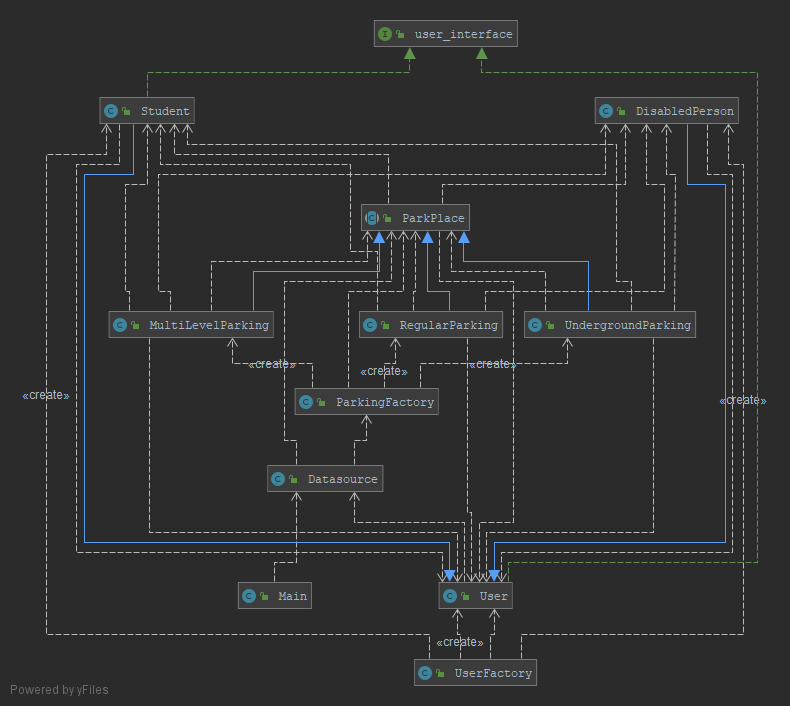 user_interface
Student
DisabledPerson
ParkPlace
MultiLevelParking
RegularParking
UndergroundParking
«create»
«create»
«create»
«create»
«create»
ParkingFactory
Datasource
Main
User
«create»
UserFactory
Powered by yFiles